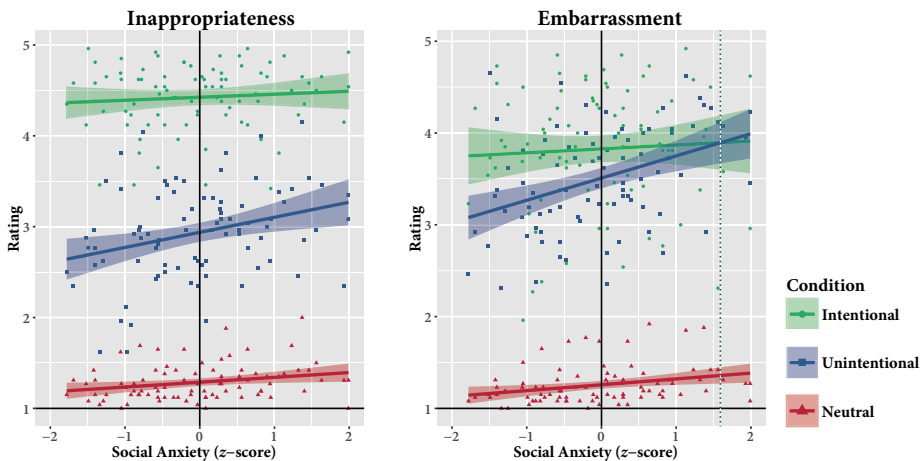 Inappropriateness
Embarrassment
Rating
5
4
3
2
1
−2
−1
0
1
2
Social Anxiety (z−score)
Rating
5
4
3
2
1
−2
−1
0
1
2
Social Anxiety (z−score)
Condition
Intentional
Unintentional
Neutral